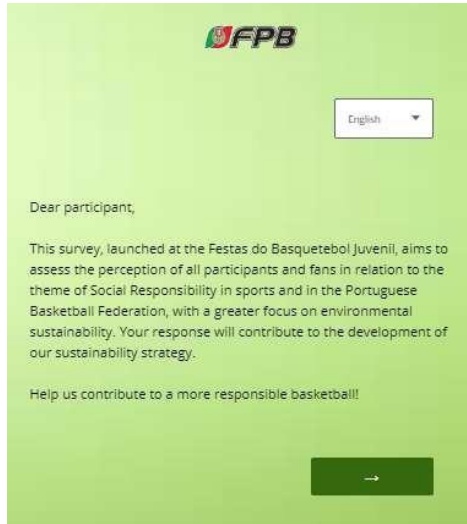 FPB
English
Dear participant,
This survey, launched at the Festas do Basquetebol Juvenil, aims to
assess the perception of all participants and fans in relation to the
theme of Social Responsibility in sports and in the Portuguese
Basketball Federation, with a greater focus on environmental
sustainability. Your response will contribute to the development of
our sustainability strategy.
Help us contribute to a more responsible basketball!
→